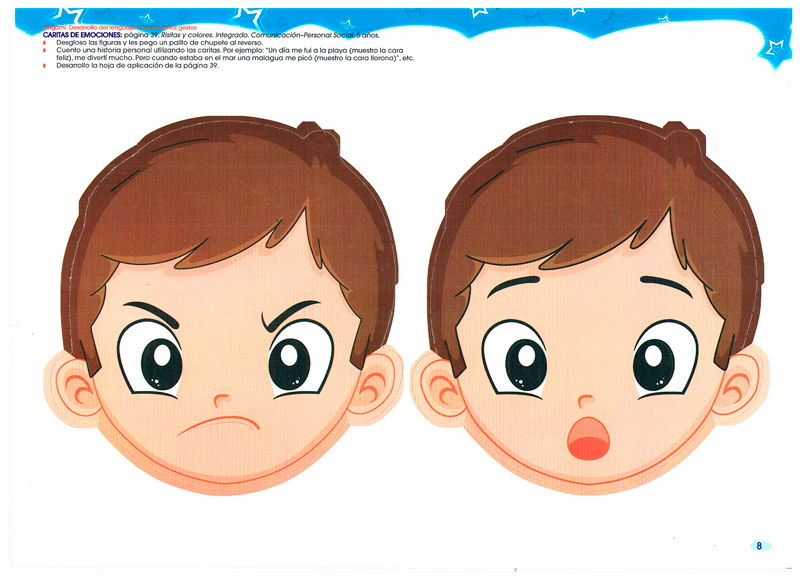 Desarrollo del lenguaje gestos
CARITAS DE EMOCIONES: página 39, Risitas y colores. Integrado. Comunicación-Personal Social, 5 años.
Desgloso las figuras y les pego un palito de chupete al reverso.
Cuento una historia personal utilizando las caritas. Por ejemplo: "Un día me fui a la playa (muestro la cara
feliz), me divertí mucho. Pero cuando estaba en el mar una malagua me picó (muestro la cara llorona)", etc.
Desarrollo la hoja de aplicación de la página 39.
8